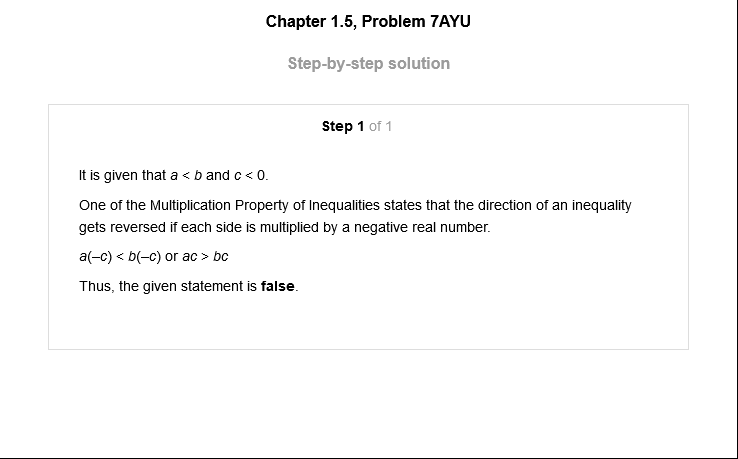 Chapter 1.5, Problem 7AYU
Step-by-step solution
Step 1 of 1
It is given that a < b and c < 0.
One of the Multiplication Property of Inequalities states that the direction of an inequality
gets reversed if each side is multiplied by a negative real number.
a(–c) < b(–c) or ac > bc
Thus, the given statement is false.